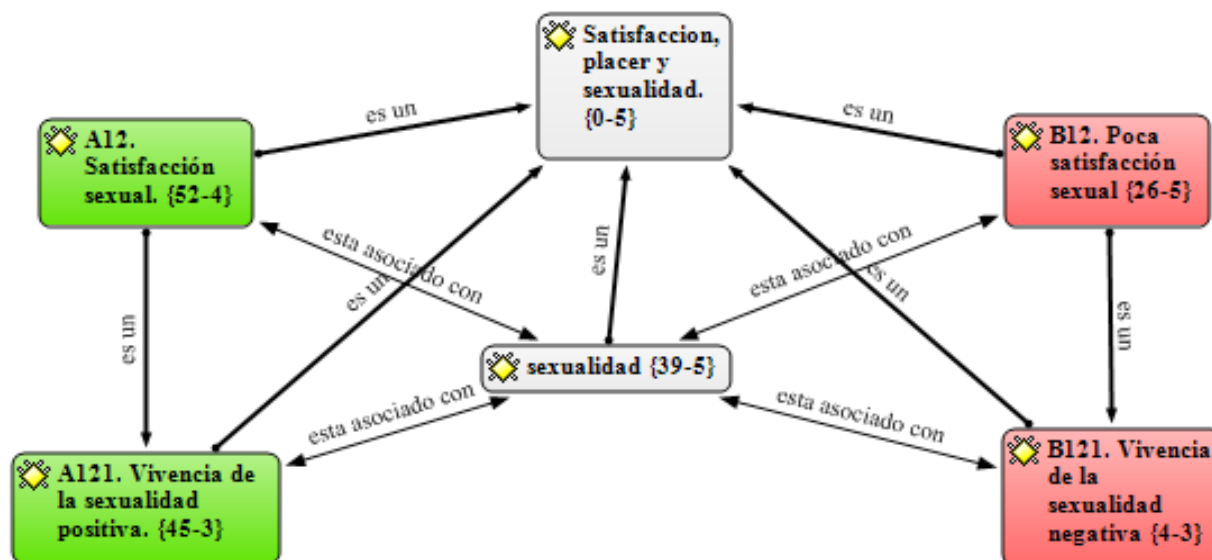 Satisfaccion,
placer y
sexualidad.
{0-5}
es un
es un
A12.
Satisfacción
sexual. {52-4}
B12. Poca
satisfacción
sexual {26-5}
esta asociado con
esta asociado con
es un
es un
es un
es un
es un
sexualidad {39-5}
esta asociado con
esta asociado con
A121. Vivencia de
la sexualidad
positiva. {45-3}
B121. Vivencia
de la
sexualidad
negativa {4-3}